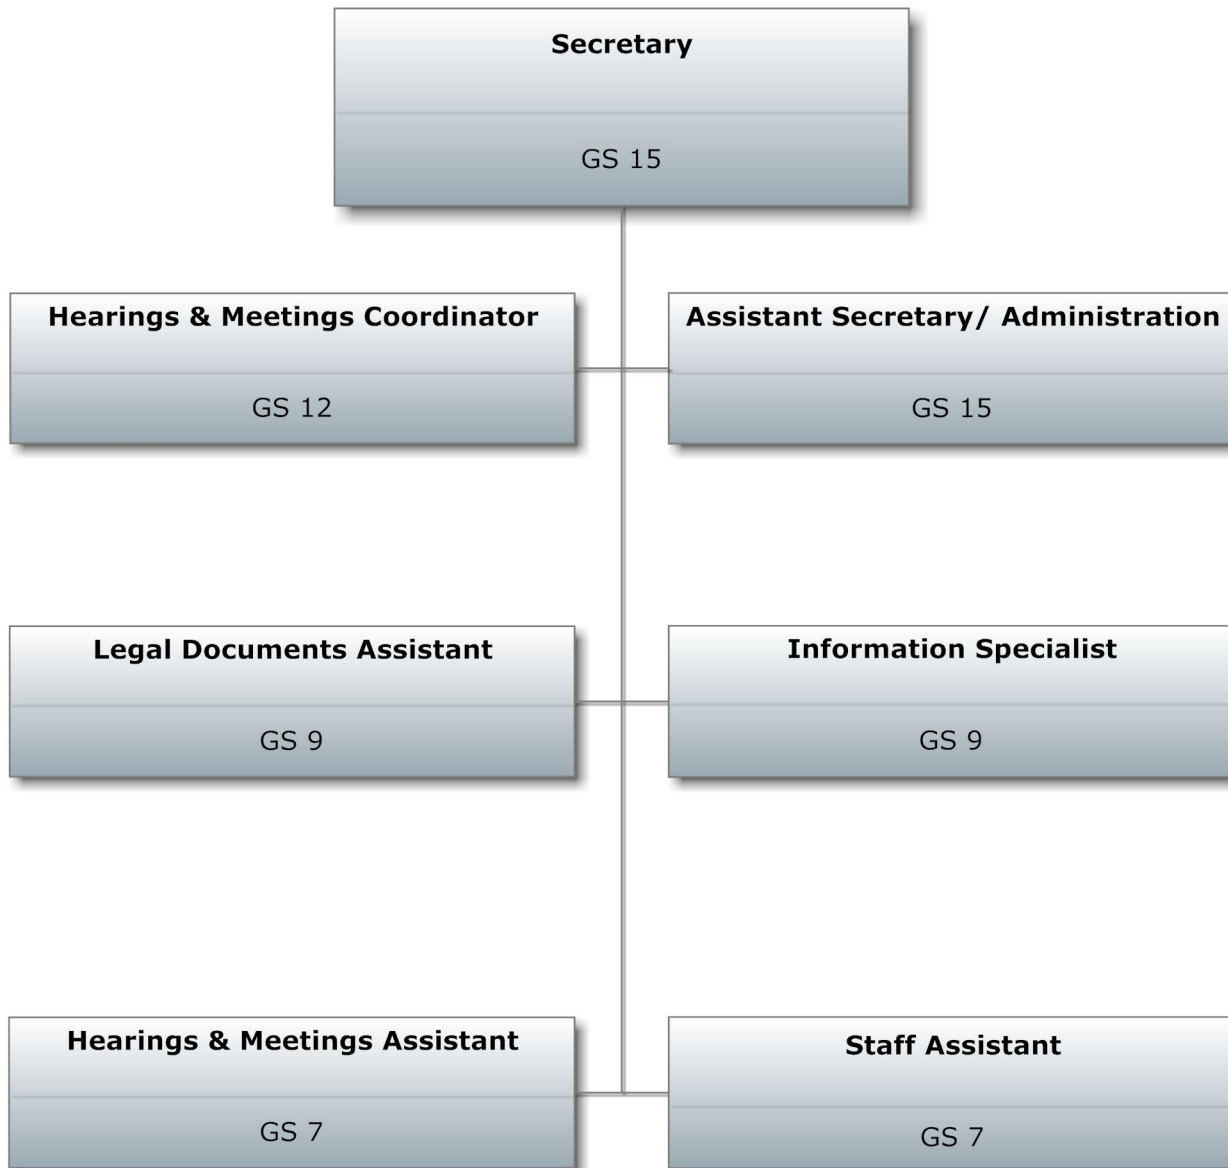 Secretary
GS 15
Hearings & Meetings Coordinator
GS 12
Assistant Secretary/ Administration
GS 15
Legal Documents Assistant
GS 9
Information Specialist
GS 9
Hearings & Meetings Assistant
GS 7
Staff Assistant
GS 7